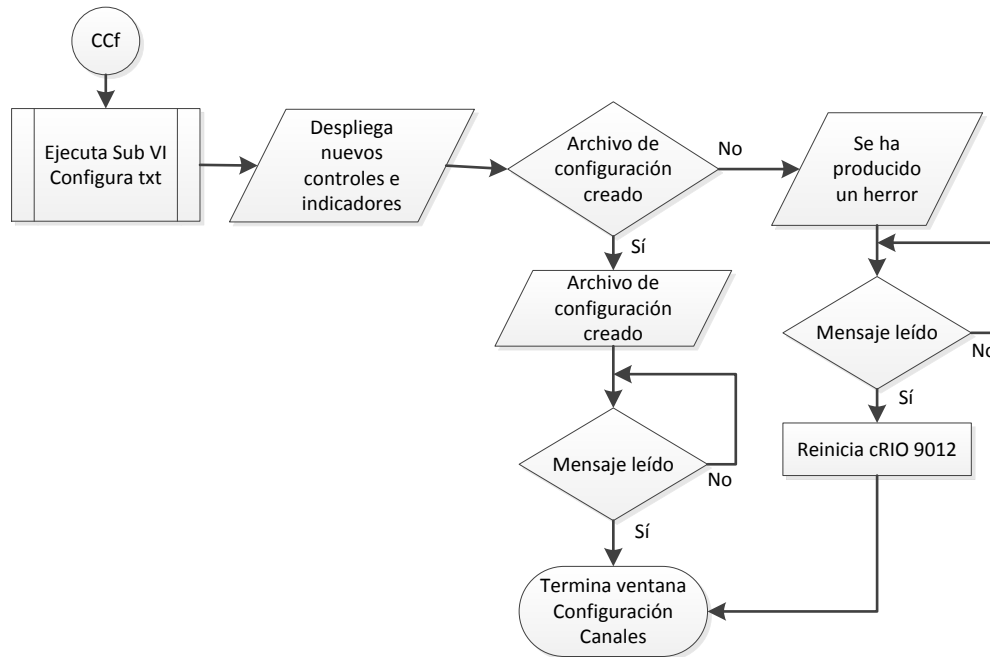 CCf
Ejecuta Sub VI
Configura txt
Despliega
nuevos
controles e
indicadores
Archivo de
configuración
creado
No
Se ha
producido
un herror
Sí
Archivo de
configuración
creado
Mensaje leído
No
Sí
Mensaje leído
No
Sí
Reinicia cRIO 9012
Termina ventana
Configuración
Canales